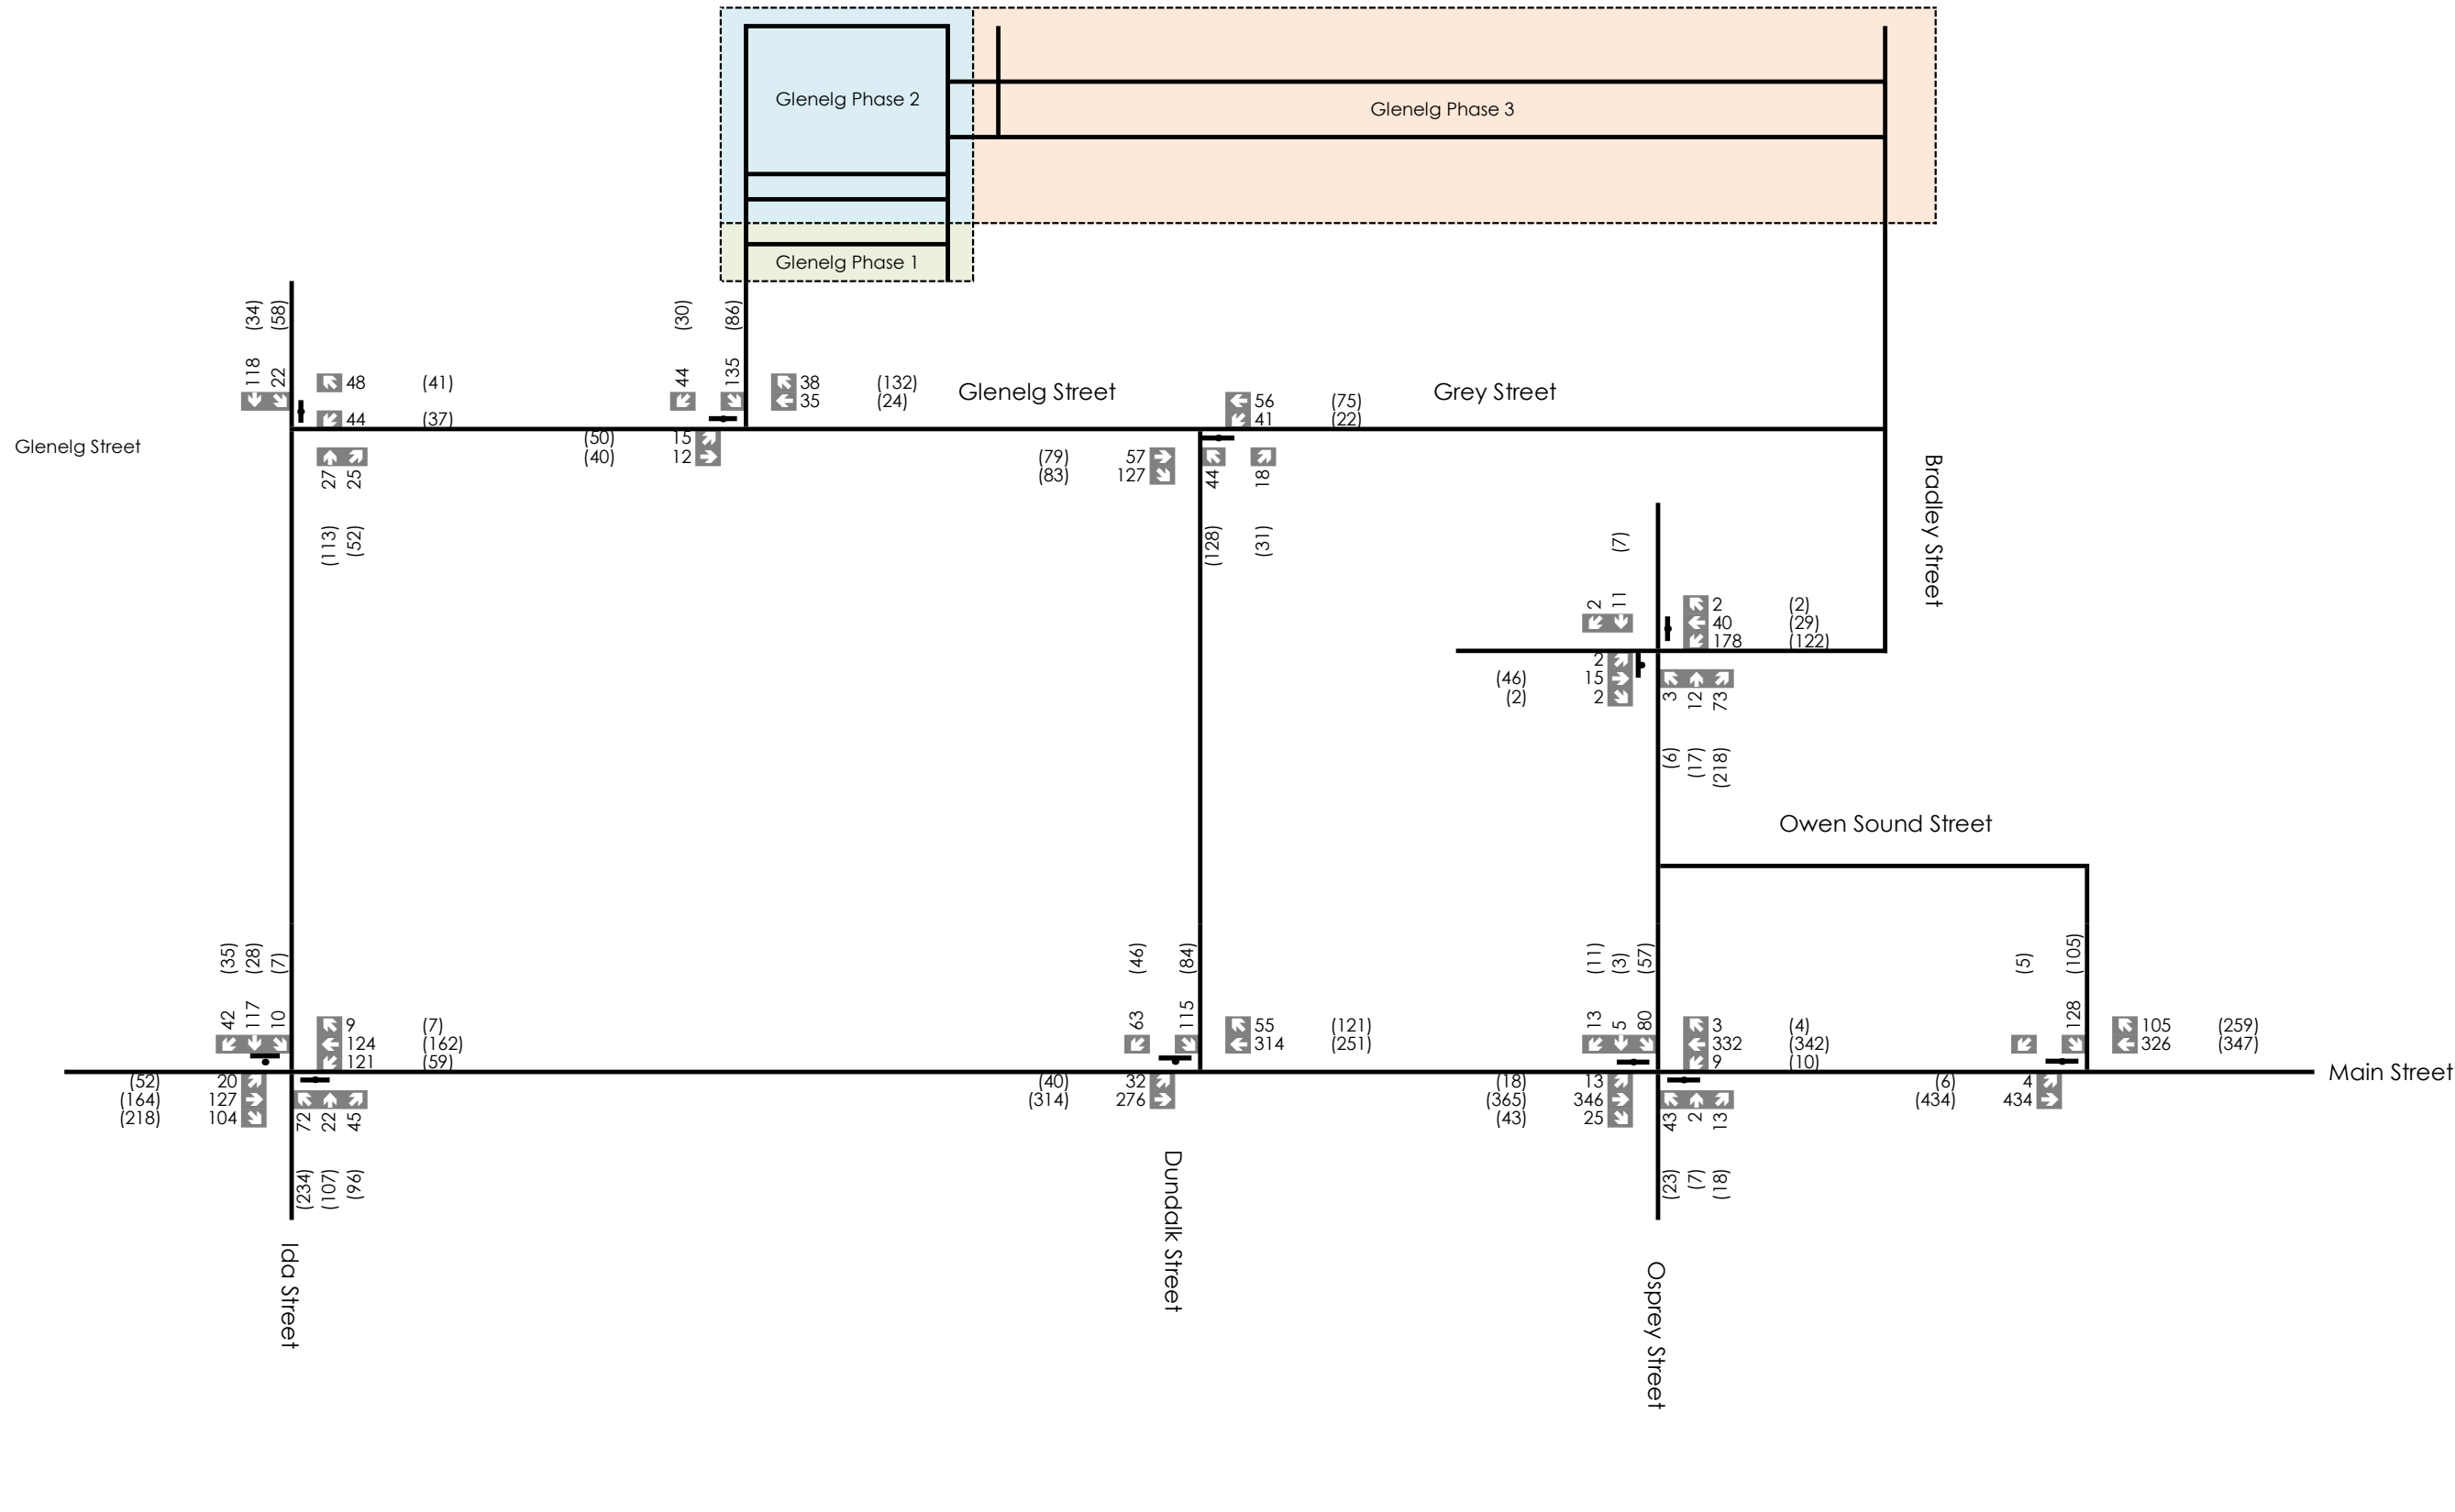 Glenelg Phase 2
Glenelg Phase 3
Glenelg Phase 1
(34) (58) (30) (86)
118 22 44 135
48 (41) 38 (132) Glenelg Street Grey Street
35 (24) 56 (75)
44 (37) 41 (22)
Glenelg Street
(50) 15
(40) 12 (79) 57
(83) 127
27 25 44 18
(113) (52) (128) (31)
Bradley Street
(7)
2 11
2 (2)
40 (29)
178 (122)
2
(46) 15
(2) 2
3 12 73
(6) (17) (218)
Owen Sound Street
(35) (28) (7) (46) (84) (11) (3) (57) (5) (105)
42 117 10 63 115 13 5 80 128
9 (7) 55 (121) 3 (4) 105 (259)
124 (162) 314 (251) 332 (342) 326 (347)
121 (59) 9 (10)
Main Street
(52) 20 (40) 32 (18) 13 (6) 4
(164) 127 (314) 276 (365) 346 (434) 434
(218) 104 (43) 25
72 22 45 43 2 13
(234) (107) (96) (23) (7) (18)
Dundalk Street
Ida Street
Osprey Street